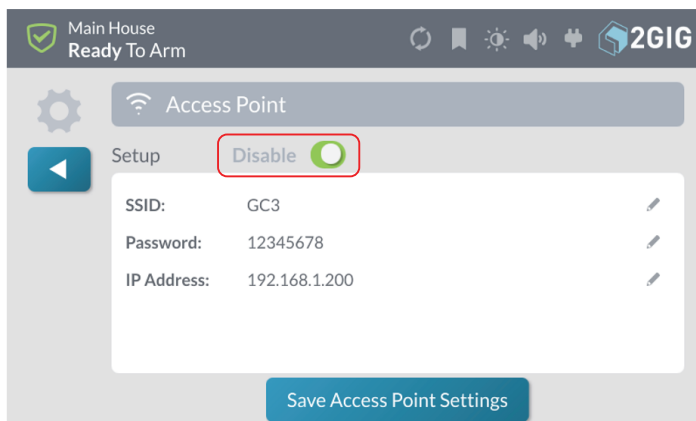 Main House
Ready To Arm
2GIG
Access Point
Setup Disable
SSID: GC3
Password: 12345678
IP Address: 192.168.1.200
Save Access Point Settings